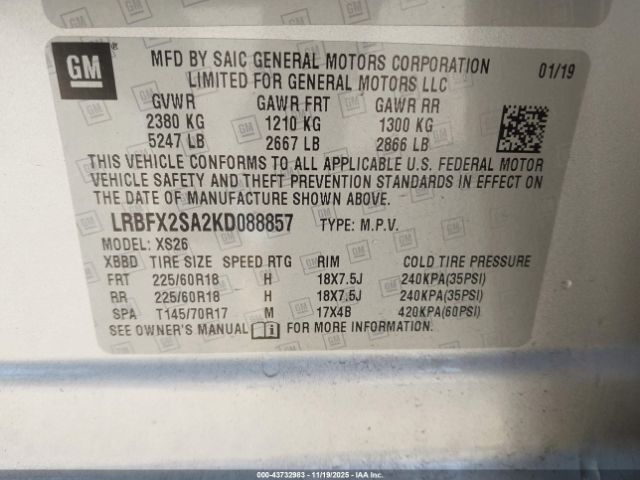 GM
MFD BY SAIC GENERAL MOTORS CORPORATION
LIMITED FOR GENERAL MOTORS LLC
01/19
GVWR GAWR FRT GAWR RR
2380 KG 1210 KG 1300 KG
5247 LB 2667 LB 2866 LB
THIS VEHICLE CONFORMS TO ALL APPLICABLE U.S. FEDERAL MOTOR
VEHICLE SAFETY AND THEFT PREVENTION STANDARDS IN EFFECT ON
THE DATE OF MANUFACTURE SHOWN ABOVE.
LRBFX2SA2KD088857 TYPE: M.P.V.
MODEL: XS26
XBBD TIRE SIZE SPEED RTG RIM COLD TIRE PRESSURE
FRT 225/60R18 H 18X7.5J 240KPA(35PSI)
RR 225/60R18 H 18X7.5J 240KPA(35PSI)
SPA T145/70R17 M 17X4B 420KPA(60PSI)
SEE OWNER'S MANUAL FOR MORE INFORMATION.
000-43732983 - 11/19/2025 - IAA Holdings, LLC. Copyright